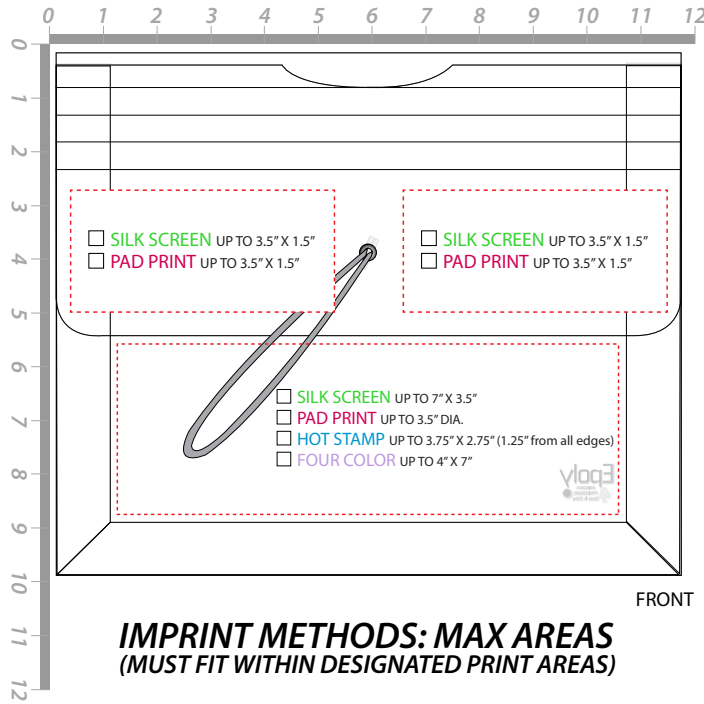 0 1 2 3 4 5 6 7 8 9 10 11 12
0
1
2
3
4
5
6
7
8
9
10
11
12
SILK SCREEN UP TO 3.5” X 1.5”
PAD PRINT UP TO 3.5” X 1.5”
SILK SCREEN UP TO 3.5” X 1.5”
PAD PRINT UP TO 3.5” X 1.5”
SILK SCREEN UP TO 7” X 3.5”
PAD PRINT UP TO 3.5” DIA.
HOT STAMP UP TO 3.75” X 2.75” (1.25” from all edges)
FOUR COLOR UP TO 4” X 7”
Epoly
FRONT
IMPRINT METHODS: MAX AREAS
(MUST FIT WITHIN DESIGNATED PRINT AREAS)